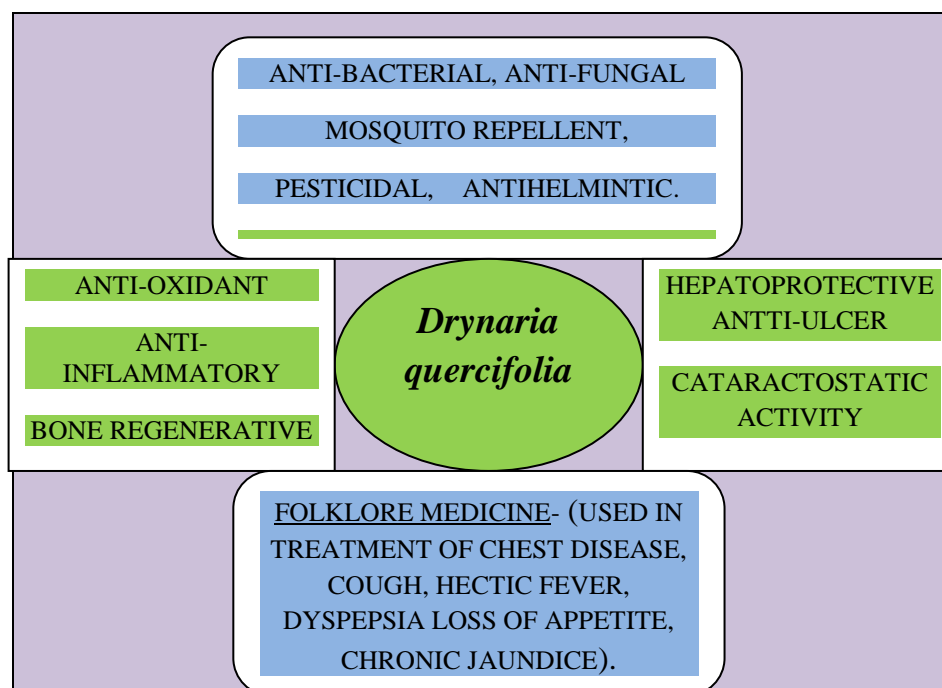 ANTI-BACTERIAL, ANTI-FUNGAL
MOSQUITO REPELLENT,
PESTICIDAL, ANTIHELMINTIC.
ANTI-OXIDANT
ANTI-
INFLAMMATORY
BONE REGENERATIVE
Drynaria
quercifolia
HEPATOPROTECTIVE
ANTTI-ULCER
CATARACTOSTATIC
ACTIVITY
FOLKLORE MEDICINE- (USED IN
TREATMENT OF CHEST DISEASE,
COUGH, HECTIC FEVER,
DYSPEPSIA LOSS OF APPETITE,
CHRONIC JAUNDICE).